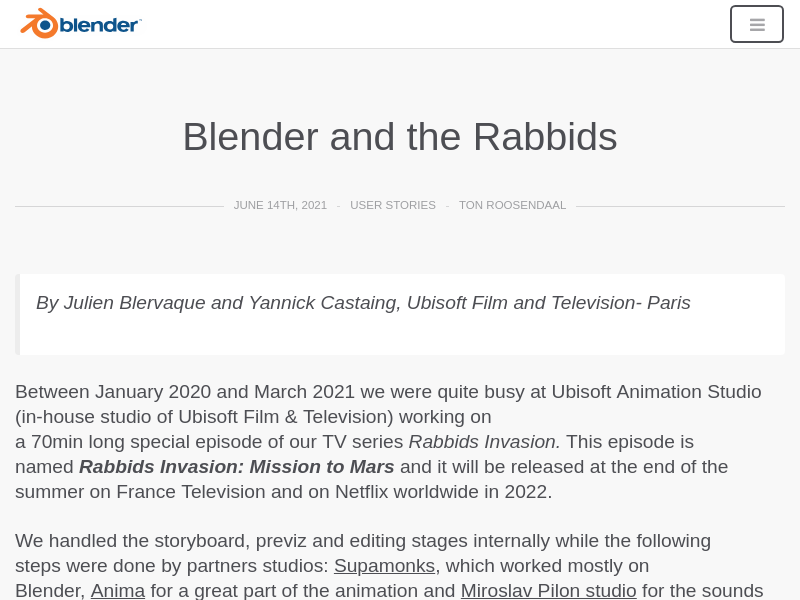 blender
Blender and the Rabbids
JUNE 14TH, 2021 - USER STORIES - TON ROOSENDAAL
By Julien Blervaque and Yannick Castaing, Ubisoft Film and Television- Paris
Between January 2020 and March 2021 we were quite busy at Ubisoft Animation Studio
(in-house studio of Ubisoft Film & Television) working on
a 70min long special episode of our TV series Rabbids Invasion. This episode is
named Rabbids Invasion: Mission to Mars and it will be released at the end of the
summer on France Television and on Netflix worldwide in 2022.
We handled the storyboard, previz and editing stages internally while the following
steps were done by partners studios: Supamonks, which worked mostly on
Blender, Anima for a great part of the animation and Miroslav Pilon studio for the sounds